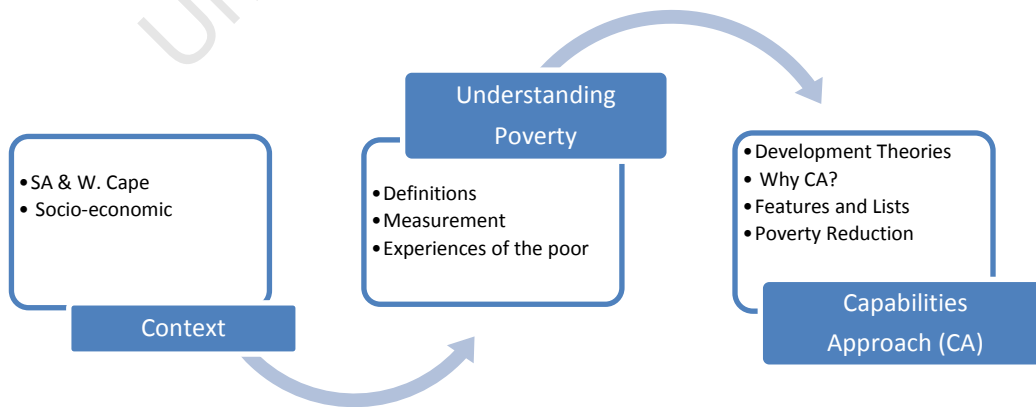 • SA & W. Cape
• Socio-economic
Context
Understanding
Poverty
• Definitions
• Measurement
• Experiences of the poor
• Development Theories
• Why CA?
• Features and Lists
• Poverty Reduction
Capabilities
Approach (CA)